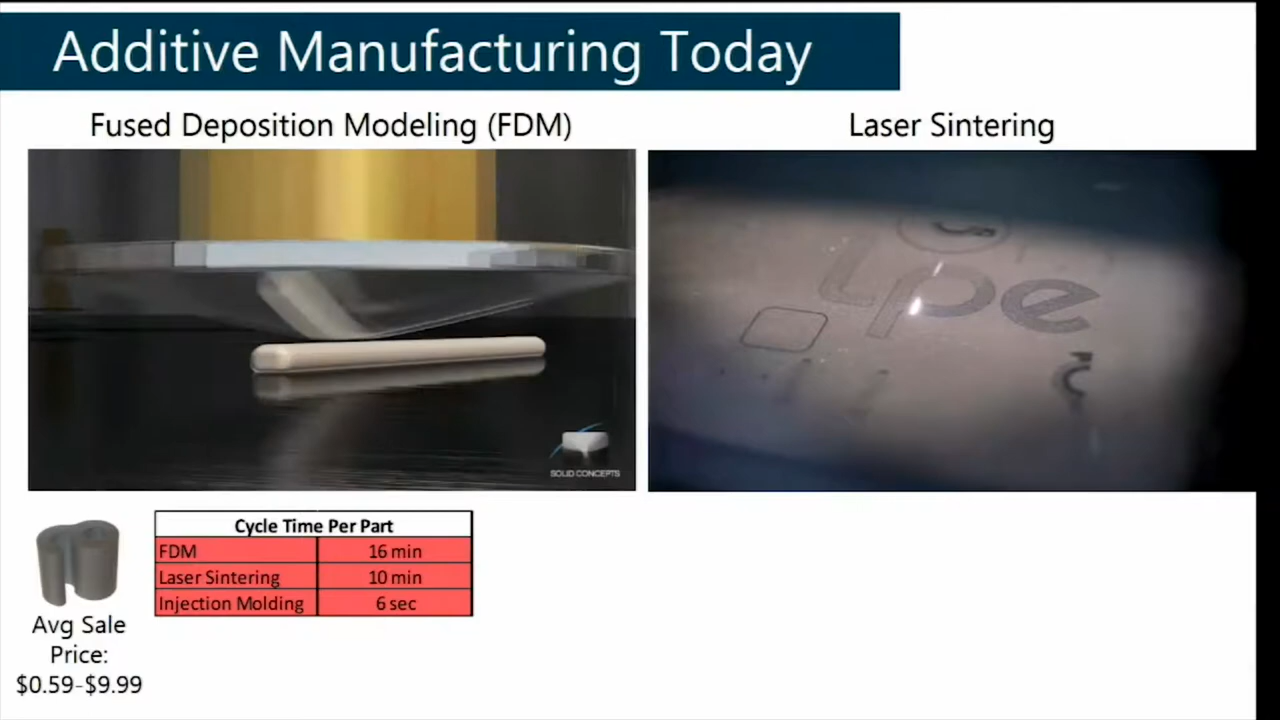 Additive Manufacturing Today
Fused Deposition Modeling (FDM)
Laser Sintering
SOLID CONCEPTS
lpe
Cycle Time Per Part
FDM 16 min
Laser Sintering 10 min
Injection Molding 6 sec
Avg Sale
Price:
$0.59-$9.99